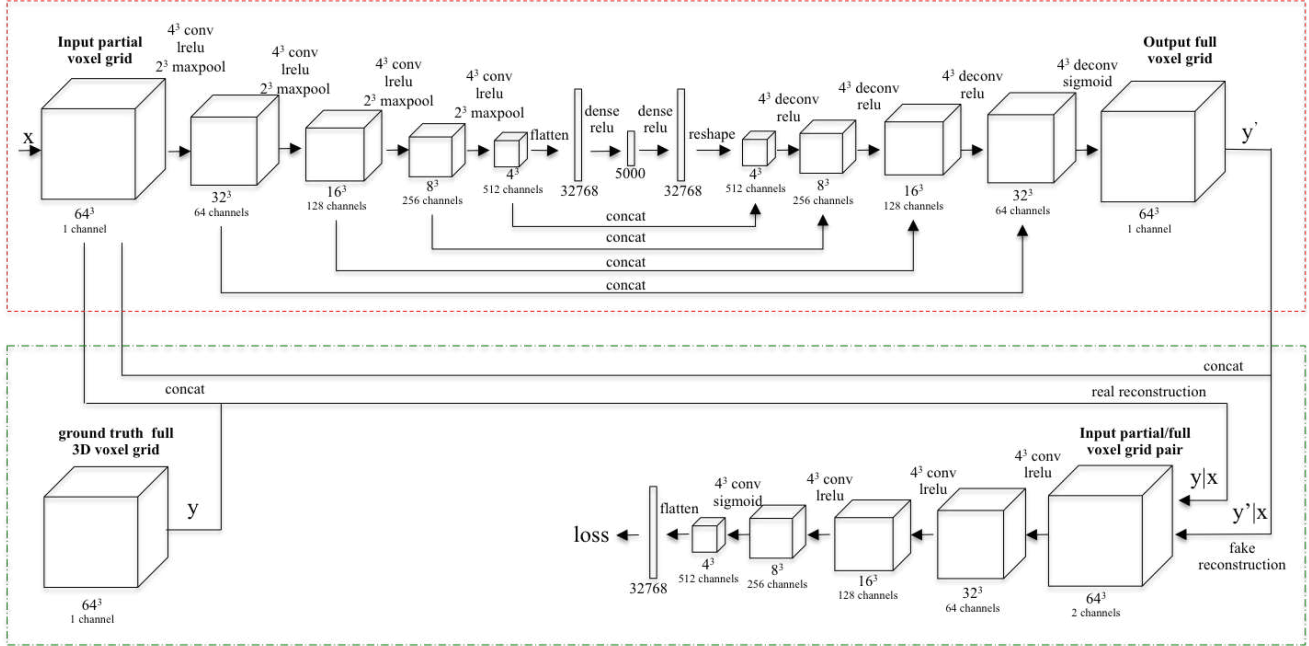 Input partial
voxel grid
4³ conv
lrelu
2³ maxpool
4³ conv
lrelu
2³ maxpool
4³ conv
lrelu
2³ maxpool
4³ conv
lrelu
2³ maxpool
flatten
dense
relu
dense
relu
reshape
4³ deconv
relu
4³ deconv
relu
4³ deconv
relu
4³ deconv
sigmoid
Output full
voxel grid
x
y’
64³
1 channel
32³
64 channels
16³
128 channels
8³
256 channels
4³
512 channels
32768
5000
32768
4³
512 channels
8³
256 channels
16³
128 channels
32³
64 channels
64³
1 channel
concat
concat
concat
concat
concat
concat
real reconstruction
ground truth full
3D voxel grid
y
64³
1 channel
Input partial/full
voxel grid pair
y|x
y’|x
fake
reconstruction
4³ conv
lrelu
4³ conv
lrelu
4³ conv
lrelu
4³ conv
sigmoid
flatten
loss
32768
4³
512 channels
8³
256 channels
16³
128 channels
32³
64 channels
64³
2 channels